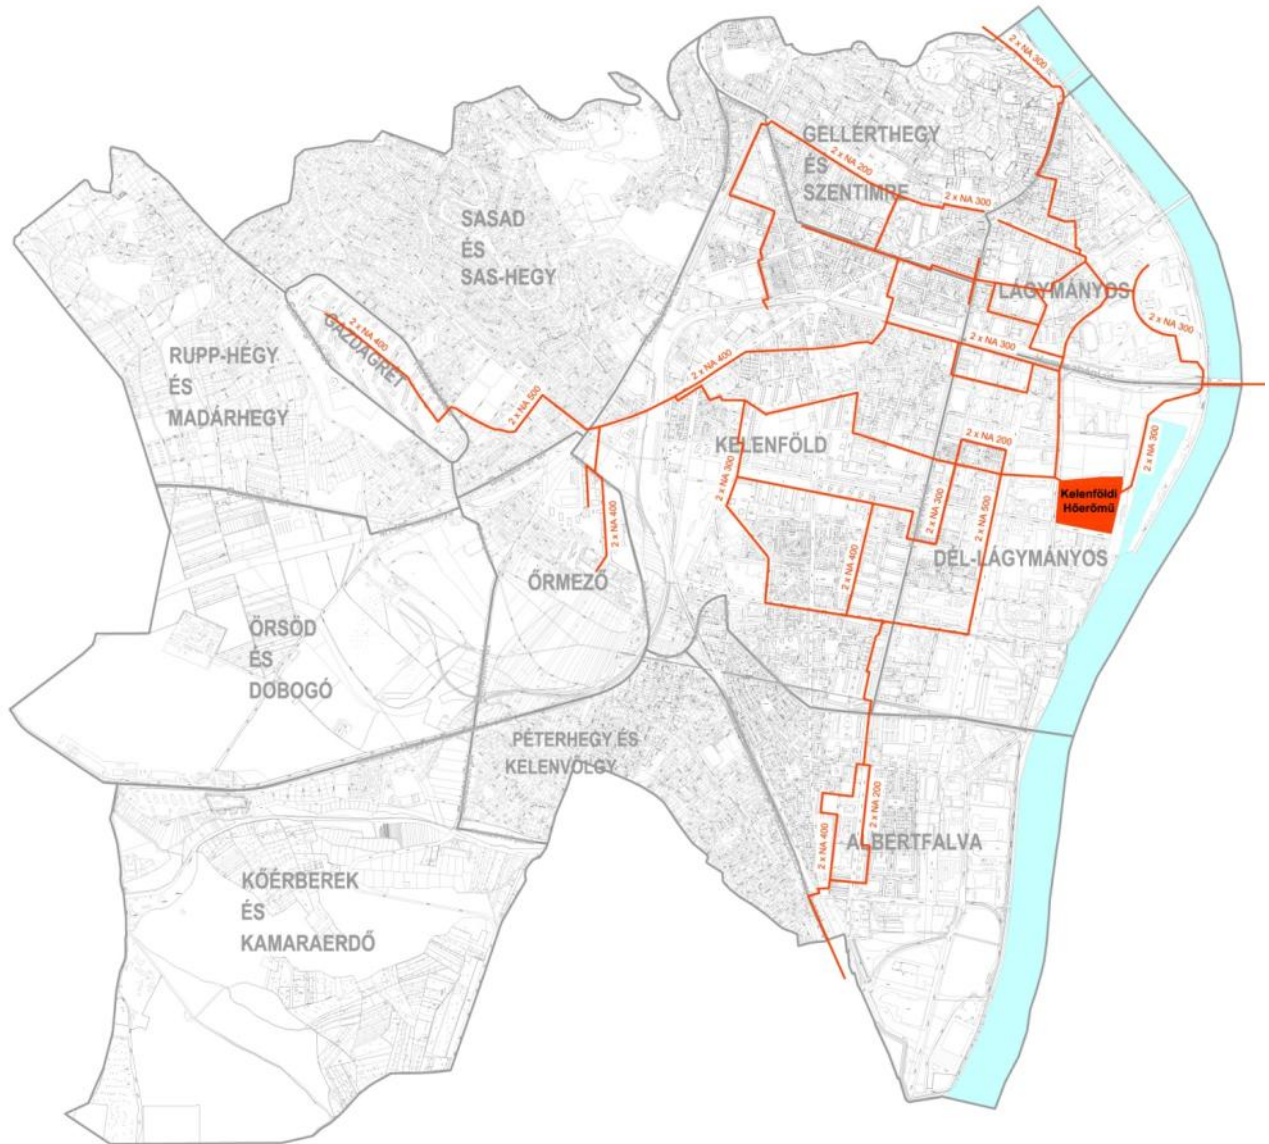 2 x NA 300
GELLÉRTHEGY
ÉS
SZENTIMRE
2 x NA 200
2 x NA 300
SASAD
ÉS
SAS-HEGY
LÁGYMÁNYOS
2 x NA 300
2 x NA 400
GAZDAGRÉT
RUPP-HEGY
ÉS
MADÁRHEGY
2 x NA 300
2 x NA 400
2 x NA 500
KELENFÖLD
2 x NA 200
2 x NA 300
2 x NA 300
2 x NA 300
2 x NA 500
Kelenföldi
Hőerőmű
2 x NA 400
2 x NA 400
DÉL-LÁGYMÁNYOS
ŐRMEZŐ
ÖRSÖD
ÉS
DOBOGÓ
PÉTERHEGY ÉS
KELENVÖLGY
2 x NA 200
2 x NA 400
ALBERTFALVA
KŐÉRBEREK
ÉS
KAMARAERDŐ